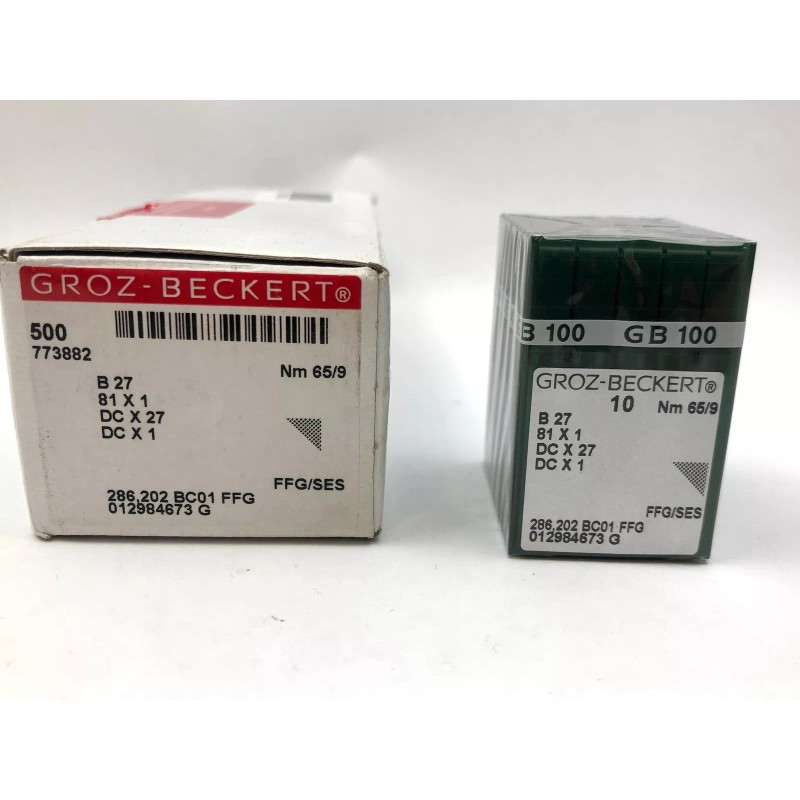 GROZ-BECKERT®
500
773882
Nm 65/9
B 27
81 X 1
DC X 27
DC X 1
FFG/SES
286,202 BC01 FFG
012984673 G
B 100 GB 100
GROZ-BECKERT®
10 Nm 65/9
B 27
81 X 1
DC X 27
DC X 1
FFG/SES
286,202 BC01 FFG
012984673 G